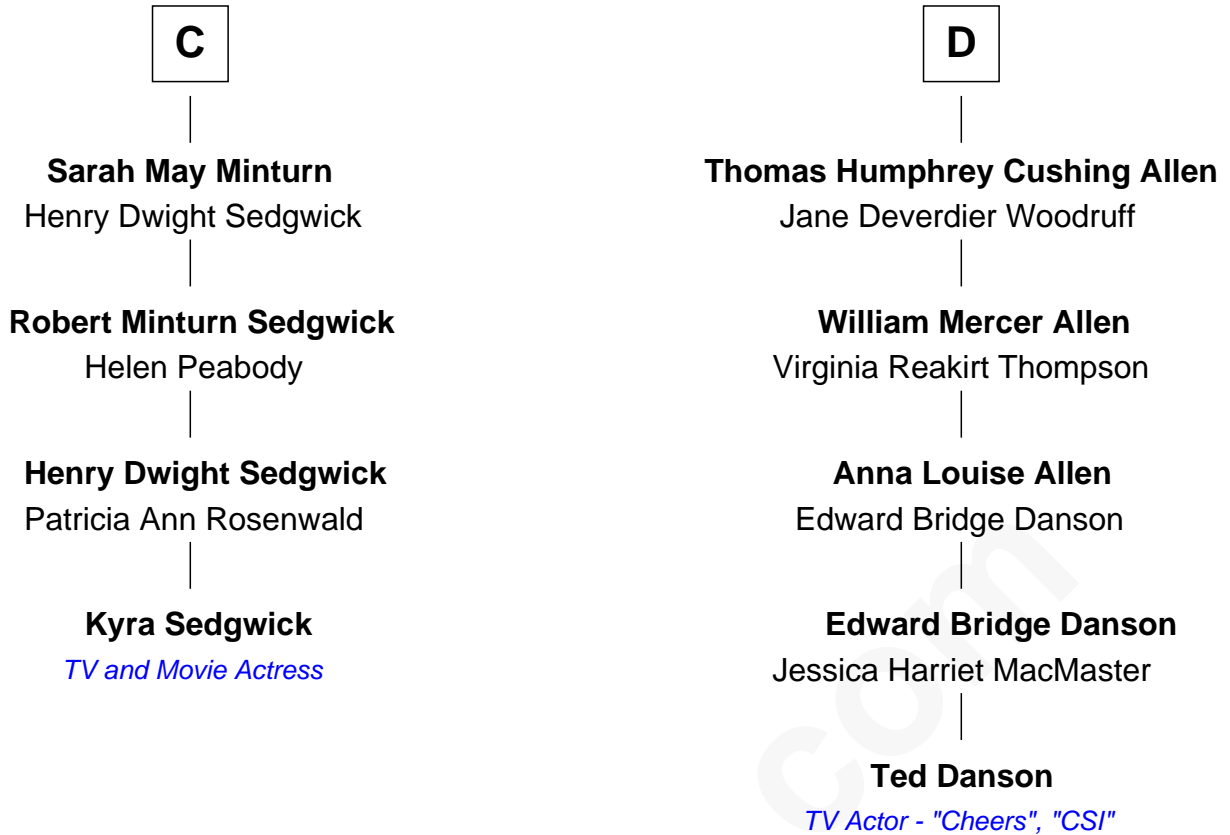 C
Sarah May Minturn
Henry Dwight Sedgwick
Robert Minturn Sedgwick
Helen Peabody
Henry Dwight Sedgwick
Patricia Ann Rosenwald
Kyra Sedgwick
TV and Movie Actress
D
Thomas Humphrey Cushing Allen
Jane Deverdier Woodruff
William Mercer Allen
Virginia Reakirt Thompson
Anna Louise Allen
Edward Bridge Danson
Edward Bridge Danson
Jessica Harriet MacMaster
Ted Danson
TV Actor - "Cheers", "CSI"
com